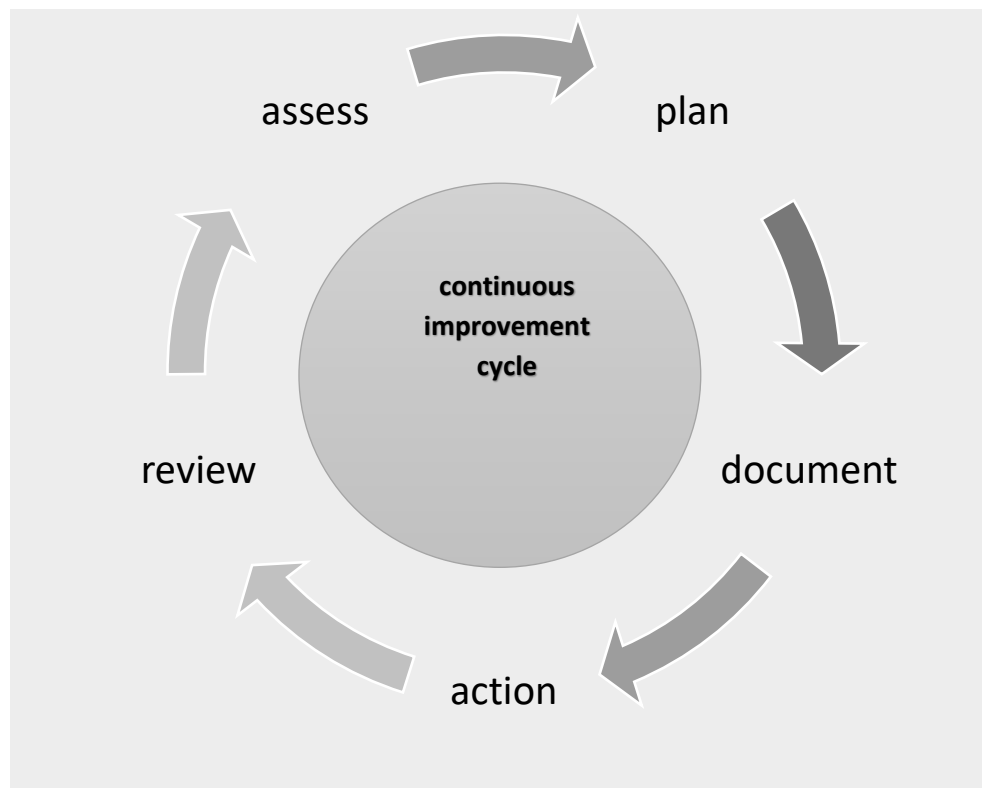 assess
plan
continuous
improvement
cycle
review
document
action